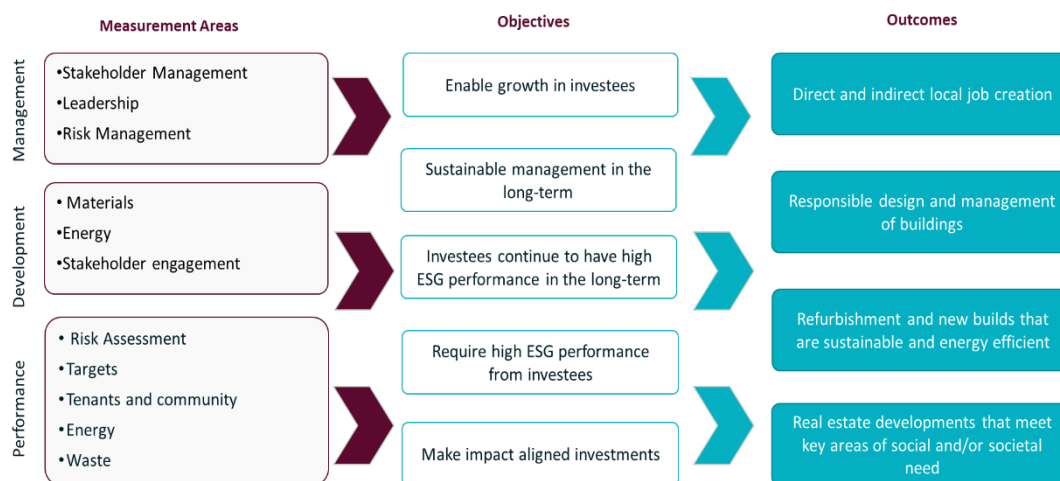 Measurement Areas
Objectives
Outcomes
Management
•Stakeholder Management
•Leadership
•Risk Management
Development
• Materials
•Energy
•Stakeholder engagement
Performance
• Risk Assessment
•Targets
•Tenants and community
•Energy
•Waste
Enable growth in investees
Sustainable management in the
long-term
Investees continue to have high
ESG performance in the long-term
Require high ESG performance
from investees
Make impact aligned investments
Direct and indirect local job creation
Responsible design and management
of buildings
Refurbishment and new builds that
are sustainable and energy efficient
Real estate developments that meet
key areas of social and/or societal
need